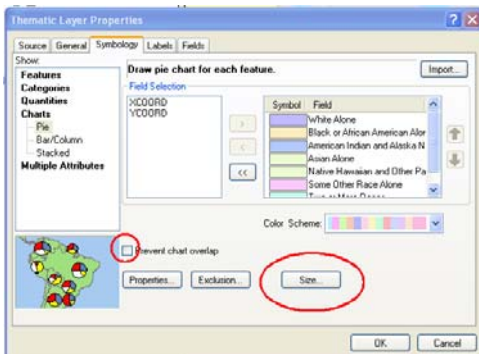 Thematic Layer Properties
Source General Symbology Labels Fields
Show:
Features
Categories
Quantities
Charts
Pie
Bar/Column
Stacked
Multiple Attributes
Draw pie chart for each feature.
Import...
Field Selection
XCOORD
YCOORD
>
<
<<
Symbol Field
White Alone
Black or African American Alor
American Indian and Alaska N
Asian Alone
Native Hawaiian and Other Pa
Some Other Race Alone
Color Scheme:
Prevent chart overlap
Properties... Exclusion... Size...
OK Cancel